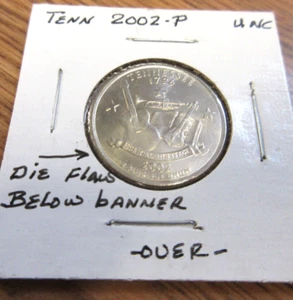 TENN 2002-P UNC
TENNESSEE
1796
MUSICAL HERITAGE
2002
DIE FLAW
BELOW BANNER
-OVER-